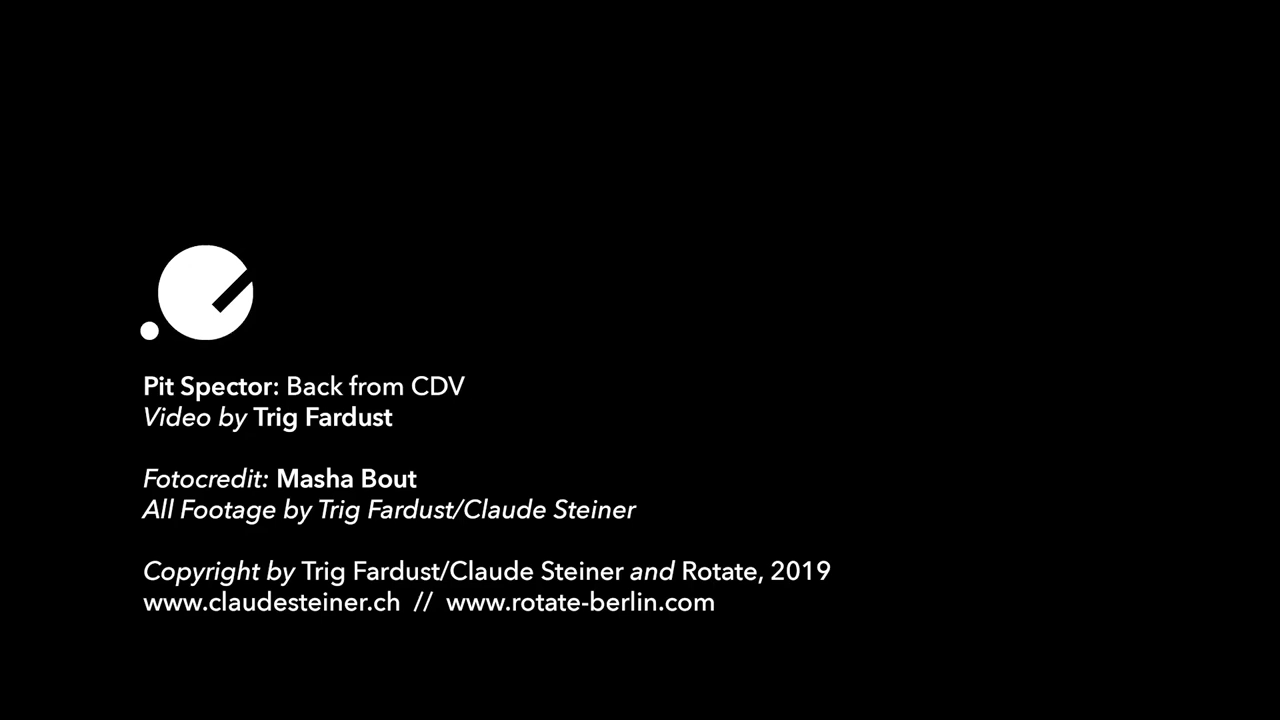 Pit Spector: Back from CDV
Video by Trig Fardust
Fotocredit: Masha Bout
All Footage by Trig Fardust/Claude Steiner
Copyright by Trig Fardust/Claude Steiner and Rotate, 2019
www.claudesteiner.ch // www.rotate-berlin.com